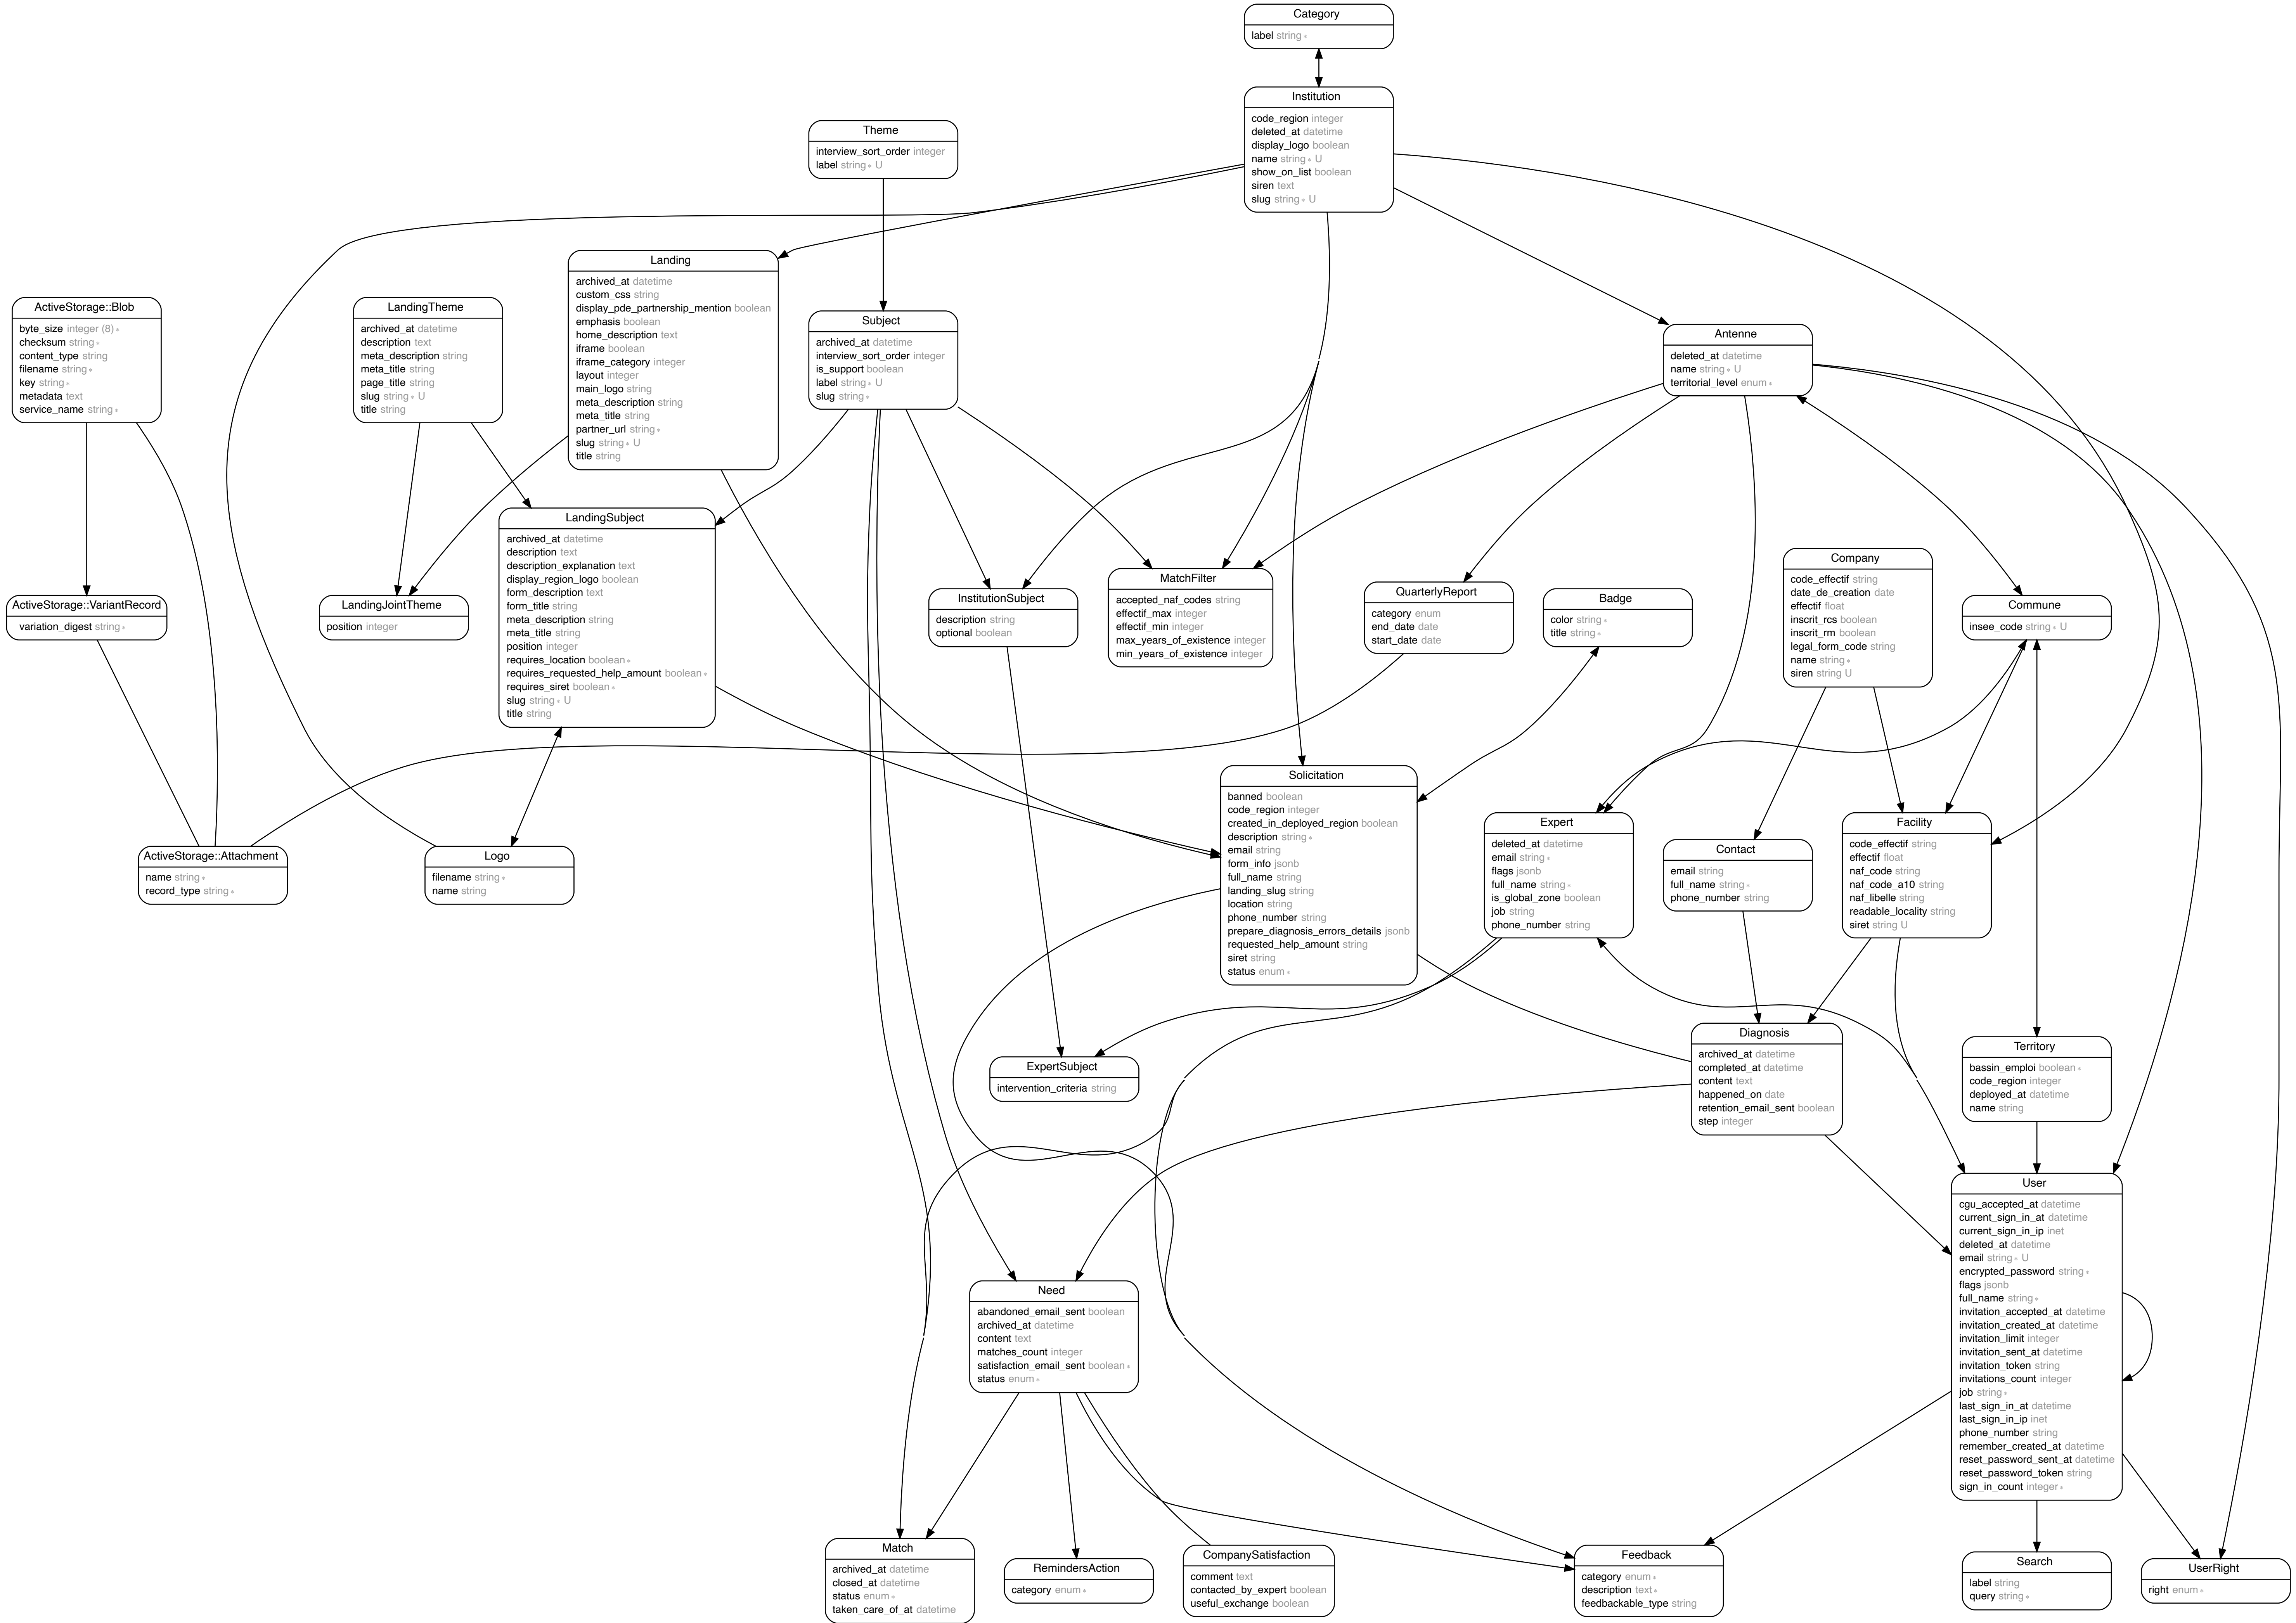 Category
label string∗
Institution
code_region integer
deleted_at datetime
display_logo boolean
name string∗ U
show_on_list boolean
siren text
slug string∗ U
Theme
interview_sort_order integer
label string∗ U
Landing
archived_at datetime
custom_css string
display_pde_partnership_mention boolean
emphasis boolean
home_description text
iframe boolean
iframe_category integer
layout integer
main_logo string
meta_description string
meta_title string
partner_url string∗
slug string∗ U
title string
ActiveStorage::Blob
byte_size integer (8)∗
checksum string∗
content_type string
filename string∗
key string∗
metadata text
service_name string∗
LandingTheme
archived_at datetime
description text
meta_description string
meta_title string
page_title string
slug string∗ U
title string
Subject
archived_at datetime
interview_sort_order integer
is_support boolean
label string∗ U
slug string∗
Antenne
deleted_at datetime
name string∗ U
territorial_level enum∗
LandingSubject
archived_at datetime
description text
description_explanation text
display_region_logo boolean
form_description text
form_title string
meta_description string
meta_title string
position integer
requires_location boolean∗
requires_requested_help_amount boolean∗
requires_siret boolean∗
slug string∗ U
title string
ActiveStorage::VariantRecord
variation_digest string∗
LandingJointTheme
position integer
InstitutionSubject
description string
optional boolean
MatchFilter
accepted_naf_codes string
effectif_max integer
effectif_min integer
max_years_of_existence integer
min_years_of_existence integer
QuarterlyReport
category enum
end_date date
start_date date
Badge
color string∗
title string∗
Company
code_effectif string
date_de_creation date
effectif float
inscrit_rcs boolean
inscrit_rm boolean
legal_form_code string
name string∗
siren string U
Commune
insee_code string∗ U
ActiveStorage::Attachment
name string∗
record_type string∗
Logo
filename string∗
name string
Solicitation
banned boolean
code_region integer
created_in_deployed_region boolean
description string∗
email string
form_info jsonb
full_name string
landing_slug string
location string
phone_number string
prepare_diagnosis_errors_details jsonb
requested_help_amount string
siret string
status enum∗
Expert
deleted_at datetime
email string∗
flags jsonb
full_name string∗
is_global_zone boolean
job string
phone_number string
Contact
email string
full_name string∗
phone_number string
Facility
code_effectif string
effectif float
naf_code string
naf_code_a10 string
naf_libelle string
readable_locality string
siret string U
ExpertSubject
intervention_criteria string
Diagnosis
archived_at datetime
completed_at datetime
content text
happened_on date
retention_email_sent boolean
step integer
Territory
bassin_emploi boolean∗
code_region integer
deployed_at datetime
name string
User
cgu_accepted_at datetime
current_sign_in_at datetime
current_sign_in_ip inet
deleted_at datetime
email string∗ U
encrypted_password string∗
flags jsonb
full_name string∗
invitation_accepted_at datetime
invitation_created_at datetime
invitation_limit integer
invitation_sent_at datetime
invitation_token string
invitations_count integer
job string∗
last_sign_in_at datetime
last_sign_in_ip inet
phone_number string
remember_created_at datetime
reset_password_sent_at datetime
reset_password_token string
sign_in_count integer∗
Need
abandoned_email_sent boolean
archived_at datetime
content text
matches_count integer
satisfaction_email_sent boolean∗
status enum∗
Match
archived_at datetime
closed_at datetime
status enum∗
taken_care_of_at datetime
RemindersAction
category enum∗
CompanySatisfaction
comment text
contacted_by_expert boolean
useful_exchange boolean
Feedback
category enum∗
description text∗
feedbackable_type string
Search
label string
query string∗
UserRight
right enum∗